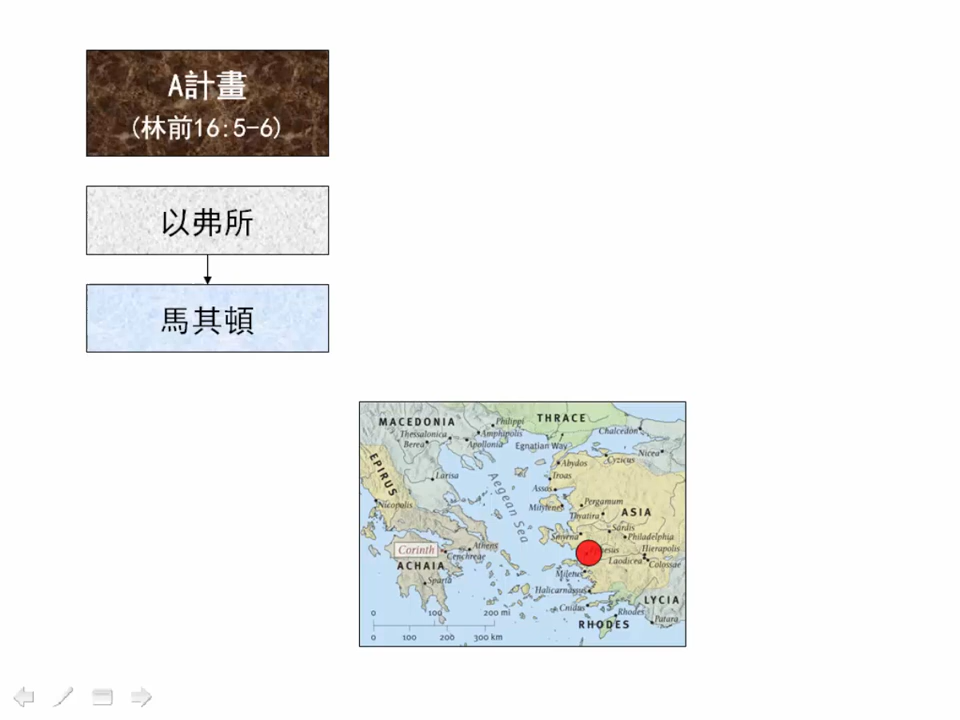 A計畫
(林前16:5-6)
以弗所
馬其頓
MACEDONIA
THRACE
Philippi
Thessalonica
Amphipolis
Chalcedon
Berea
Apollonia
Egnatian Way
Nicea
EPIRUS
Abydos
Cyzicus
Larisa
Troas
Aegean Sea
Assos
Nicopolis
Mitylene
Pergamum
Thyatira
ASIA
Sardis
Smyrna
Philadelphia
Corinth
Athens
Hierapolis
Cenchreae
Laodicea
Colossae
ACHAIA
Miletus
Sparta
Halicarnassus
LYCIA
Cnidus
Rhodes
Patara
RHODES
0 100 200 mi
0 100 200 300 km